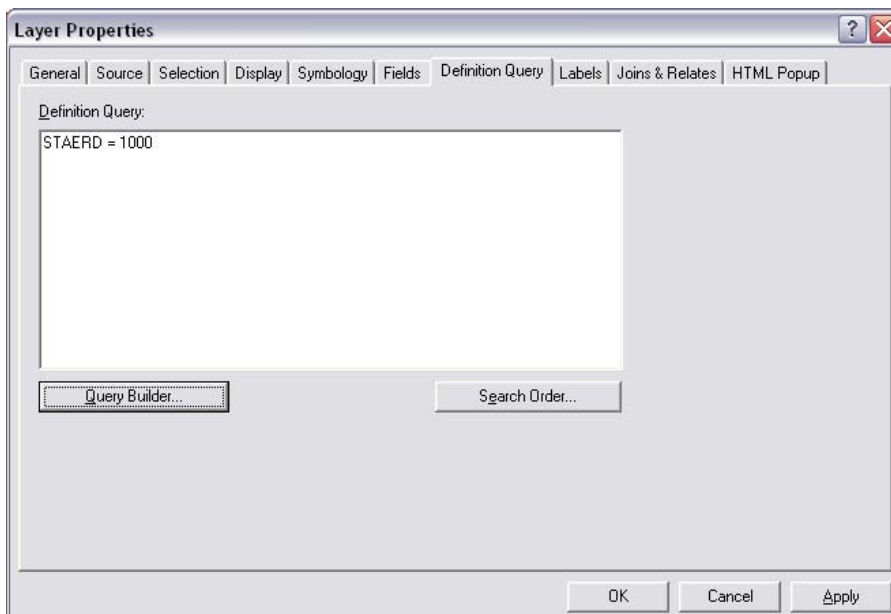 Layer Properties
General Source Selection Display Symbology Fields Definition Query Labels Joins & Relates HTML Popup
Definition Query:
STAERD = 1000
Query Builder... Search Order...
OK Cancel Apply